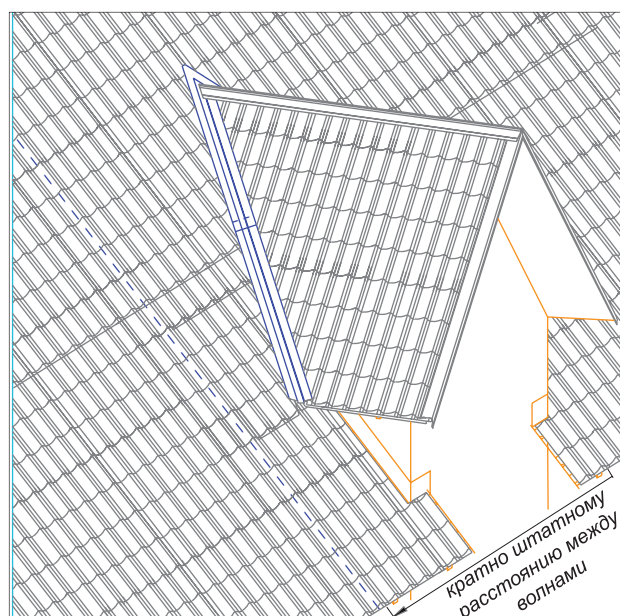 кратно штатному
расстоянию между
волнами